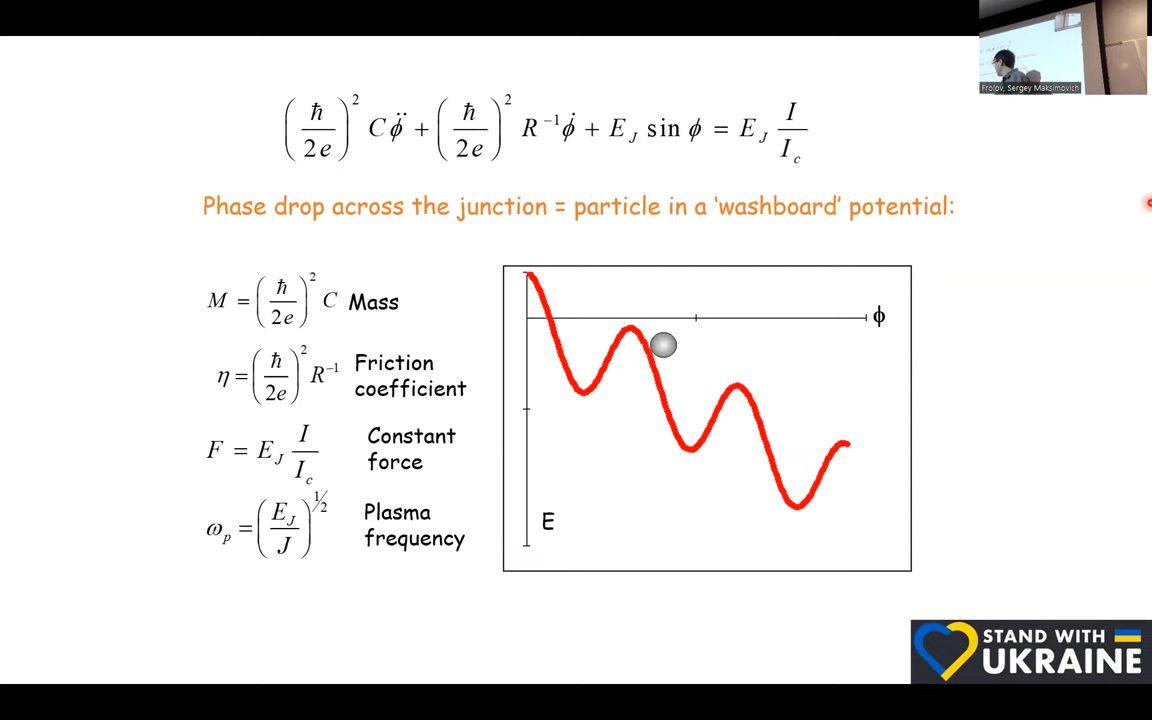 Frolov, Sergey Maksimovich
(ħ/2e)² C φ̈ + (ħ/2e)² R⁻¹ φ̇ + E_J sin φ = E_J I/I_c
Phase drop across the junction = particle in a ‘washboard’ potential:
M = (ħ/2e)² C Mass
η = (ħ/2e)² R⁻¹ Friction coefficient
F = E_J I/I_c Constant force
ω_p = (E_J/J)^½ Plasma frequency
ϕ
E
STAND WITH
UKRAINE